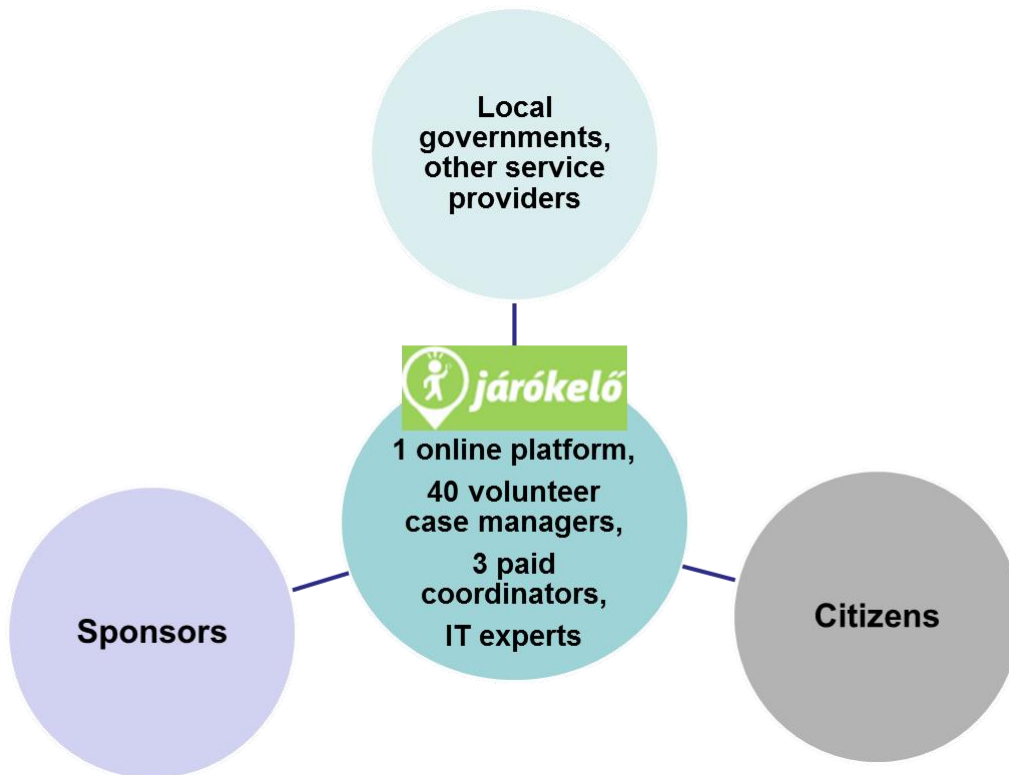 Local
governments,
other service
providers
járókelő
1 online platform,
40 volunteer
case managers,
3 paid
coordinators,
IT experts
Sponsors
Citizens